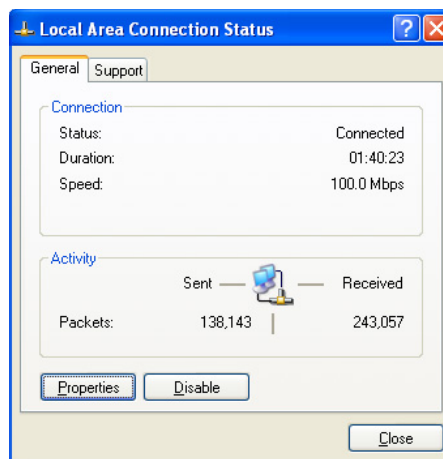 Local Area Connection Status
General Support
Connection
Status: Connected
Duration: 01:40:23
Speed: 100.0 Mbps
Activity
Sent Received
Packets: 138,143 243,057
Properties Disable
Close